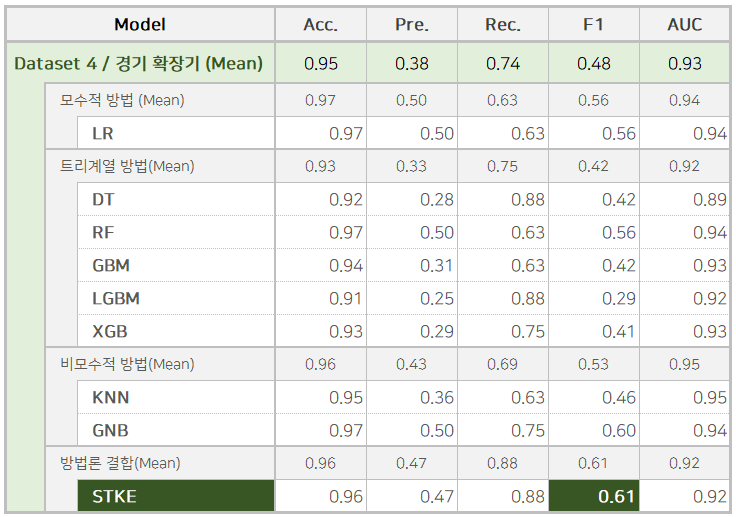 Model Acc. Pre. Rec. F1 AUC
Dataset 4 / 경기 확장기 (Mean) 0.95 0.38 0.74 0.48 0.93
모수적 방법 (Mean) 0.97 0.50 0.63 0.56 0.94
LR 0.97 0.50 0.63 0.56 0.94
트리계열 방법(Mean) 0.93 0.33 0.75 0.42 0.92
DT 0.92 0.28 0.88 0.42 0.89
RF 0.97 0.50 0.63 0.56 0.94
GBM 0.94 0.31 0.63 0.42 0.93
LGBM 0.91 0.25 0.88 0.29 0.92
XGB 0.93 0.29 0.75 0.41 0.93
비모수적 방법(Mean) 0.96 0.43 0.69 0.53 0.95
KNN 0.95 0.36 0.63 0.46 0.95
GNB 0.97 0.50 0.75 0.60 0.94
방법론 결합(Mean) 0.96 0.47 0.88 0.61 0.92
STKE 0.96 0.47 0.88 0.61 0.92